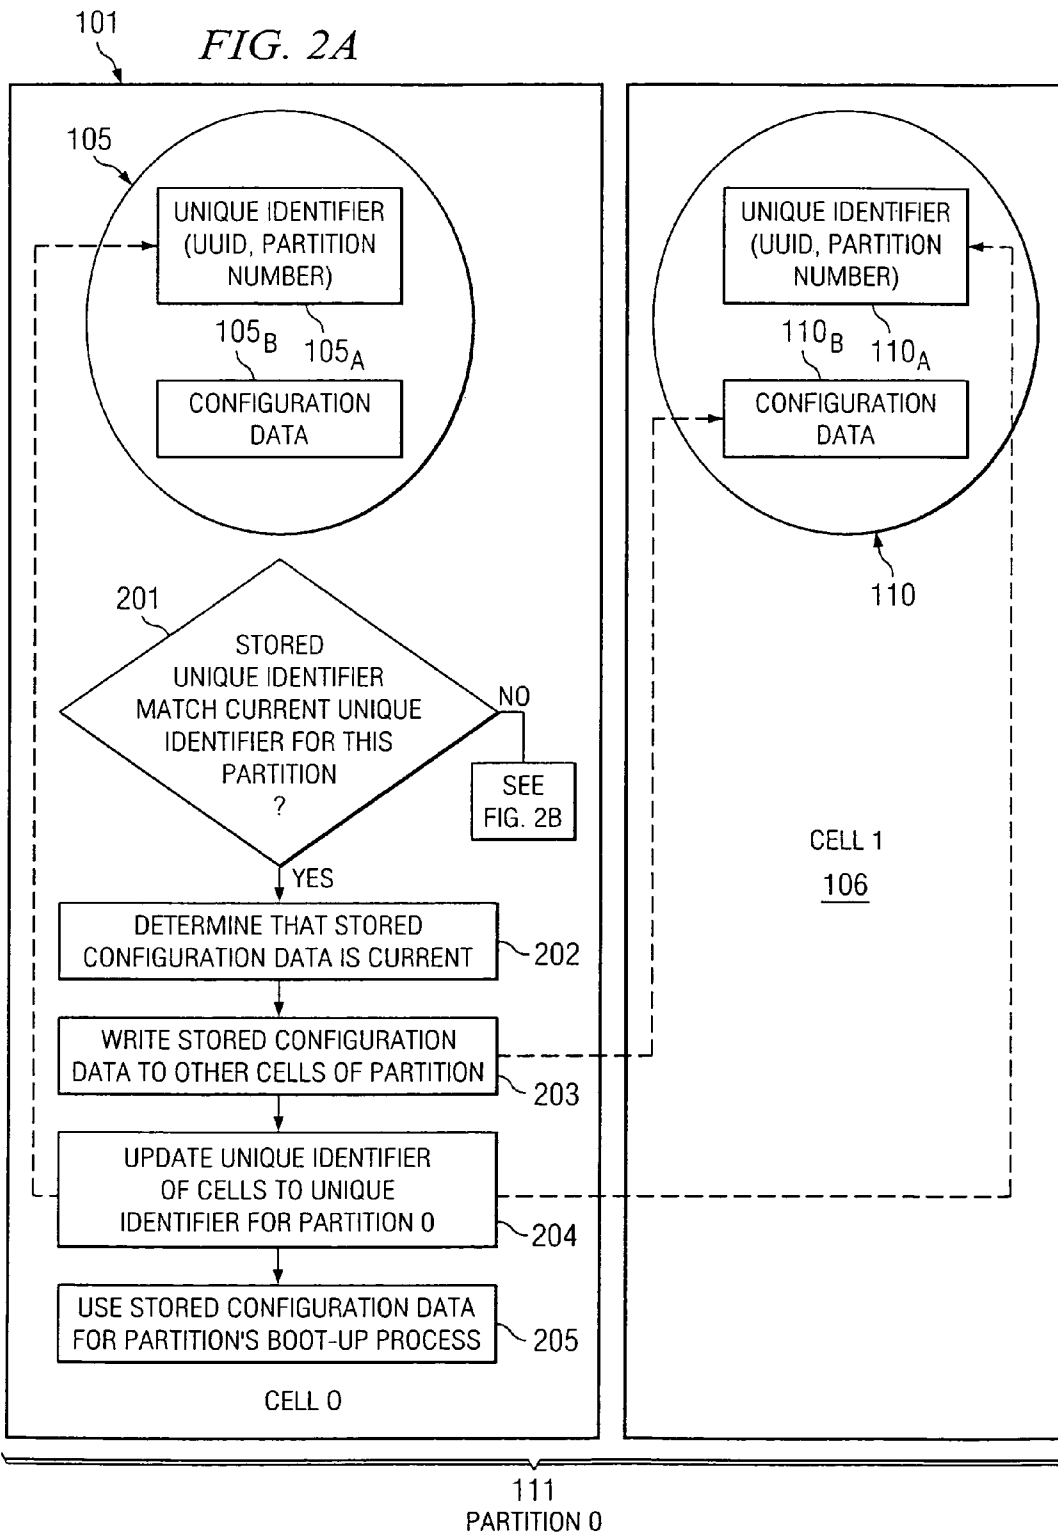 101
FIG. 2A
105
UNIQUE IDENTIFIER
(UUID, PARTITION
NUMBER)
105B
105A
CONFIGURATION
DATA
UNIQUE IDENTIFIER
(UUID, PARTITION
NUMBER)
110B
110A
CONFIGURATION
DATA
110
201
STORED
UNIQUE IDENTIFIER
MATCH CURRENT UNIQUE
IDENTIFIER FOR THIS
PARTITION
?
NO
SEE
FIG. 2B
YES
CELL 1
106
DETERMINE THAT STORED
CONFIGURATION DATA IS CURRENT
202
WRITE STORED CONFIGURATION
DATA TO OTHER CELLS OF PARTITION
203
UPDATE UNIQUE IDENTIFIER
OF CELLS TO UNIQUE
IDENTIFIER FOR PARTITION 0
204
USE STORED CONFIGURATION DATA
FOR PARTITION'S BOOT-UP PROCESS
205
CELL 0
111
PARTITION 0